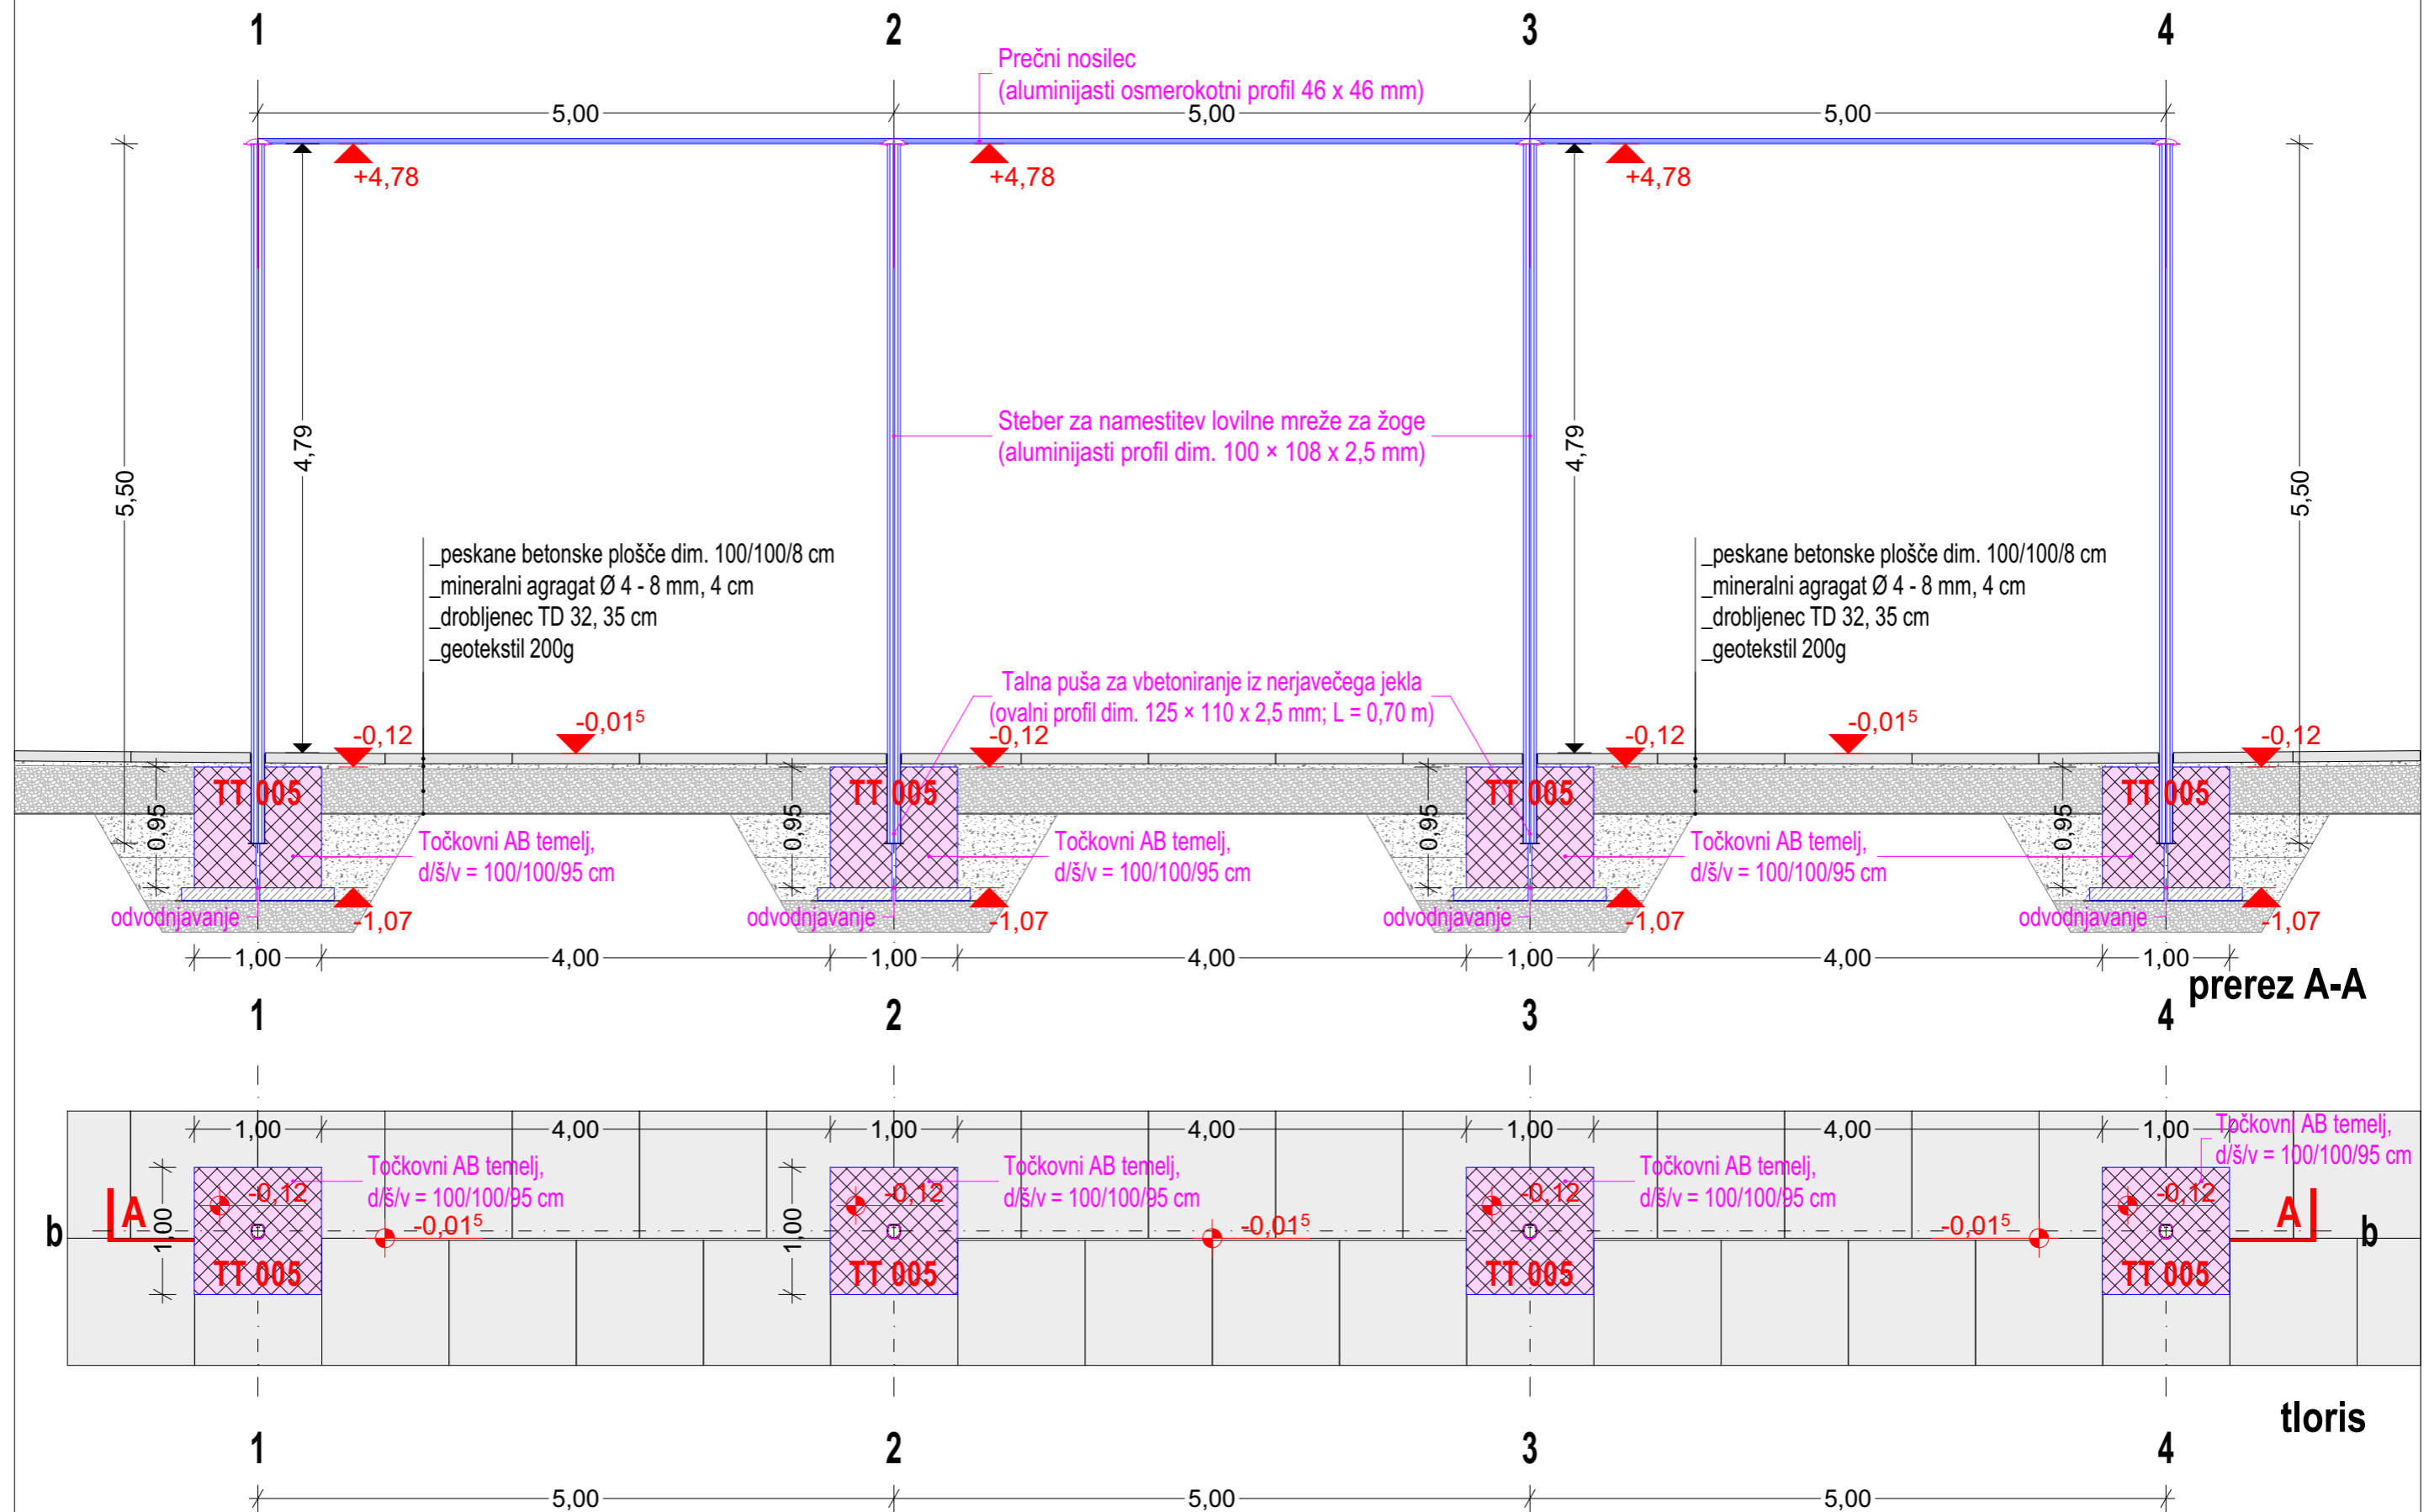 1 2 3 4
Prečni nosilec
(aluminijasti osmerokotni profil 46 x 46 mm)
5,00 5,00 5,00
+4,78 +4,78 +4,78
Steber za namestitev lovilne mreže za žoge
(aluminijasti profil dim. 100 × 108 x 2,5 mm)
4,79 4,79
5,50 5,50
_peskane betonske plošče dim. 100/100/8 cm
_mineralni agragat Ø 4 - 8 mm, 4 cm
_drobljenec TD 32, 35 cm
_geotekstil 200g
_peskane betonske plošče dim. 100/100/8 cm
_mineralni agragat Ø 4 - 8 mm, 4 cm
_drobljenec TD 32, 35 cm
_geotekstil 200g
Talna puša za vbetoniranje iz nerjavečega jekla
(ovalni profil dim. 125 × 110 x 2,5 mm; L = 0,70 m)
-0,12 -0,01⁵ -0,12 -0,12 -0,01⁵ -0,12
TT 005 TT 005 TT 005 TT 005
0,95 0,95 0,95 0,95
Točkovni AB temelj,
d/š/v = 100/100/95 cm
Točkovni AB temelj,
d/š/v = 100/100/95 cm
Točkovni AB temelj,
d/š/v = 100/100/95 cm
odvodnjavanje -1,07 odvodnjavanje -1,07 odvodnjavanje -1,07 odvodnjavanje -1,07
1,00 4,00 1,00 4,00 1,00 4,00 1,00
prerez A-A
1 2 3 4
1,00 4,00 1,00 4,00 1,00 4,00 1,00
Točkovni AB temelj,
d/š/v = 100/100/95 cm
Točkovni AB temelj,
d/š/v = 100/100/95 cm
Točkovni AB temelj,
d/š/v = 100/100/95 cm
Točkovni AB temelj,
d/š/v = 100/100/95 cm
-0,12 -0,12 -0,12 -0,12
A A
b 1,00 -0,01⁵ 1,00 -0,01⁵ -0,01⁵ b
TT 005 TT 005 TT 005 TT 005
tloris
1 2 3 4
5,00 5,00 5,00